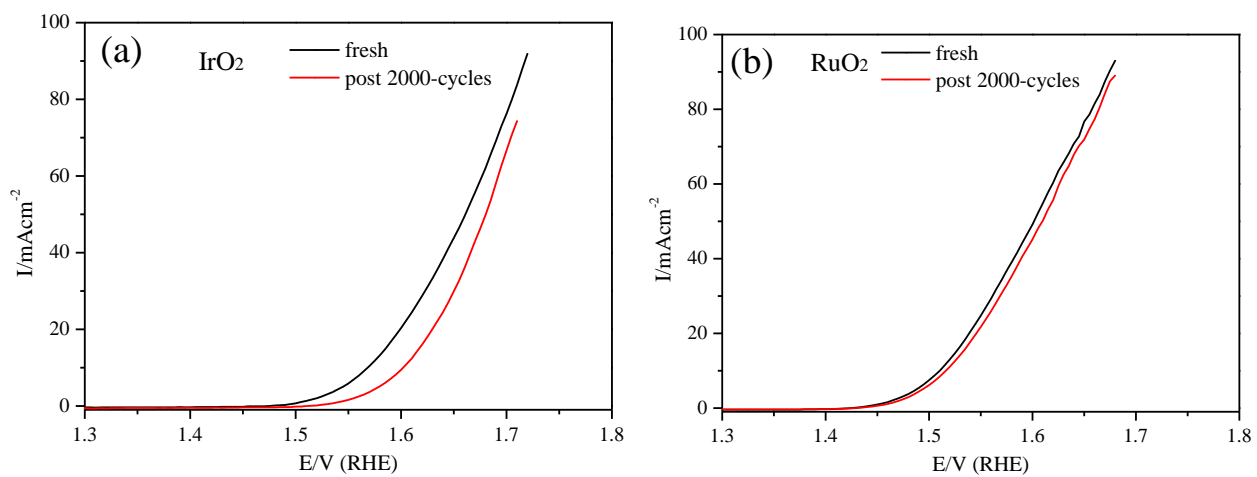 (a)
IrO2
fresh
post 2000-cycles
100
80
60
40
20
0
I/mAcm-2
1.3
1.4
1.5
1.6
1.7
1.8
E/V (RHE)
(b)
RuO2
fresh
post 2000-cycles
100
80
60
40
20
0
I/mAcm-2
1.3
1.4
1.5
1.6
1.7
1.8
E/V (RHE)